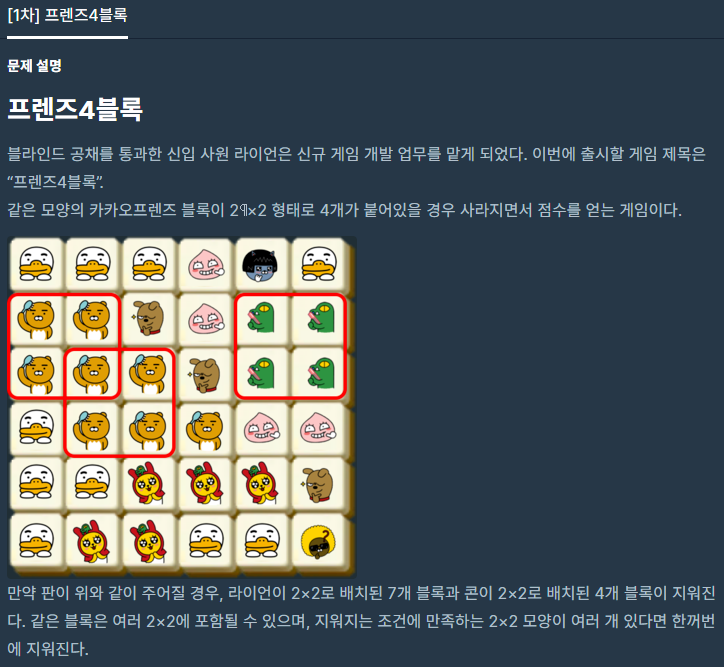 [1차] 프렌즈4블록
문제 설명
프렌즈4블록
블라인드 공채를 통과한 신입 사원 라이언은 신규 게임 개발 업무를 맡게 되었다. 이번에 출시할 게임 제목은
“프렌즈4블록”.
같은 모양의 카카오프렌즈 블록이 2¶×2 형태로 4개가 붙어있을 경우 사라지면서 점수를 얻는 게임이다.
만약 판이 위와 같이 주어질 경우, 라이언이 2×2로 배치된 7개 블록과 콘이 2×2로 배치된 4개 블록이 지워진
다. 같은 블록은 여러 2×2에 포함될 수 있으며, 지워지는 조건에 만족하는 2×2 모양이 여러 개 있다면 한꺼번
에 지워진다.